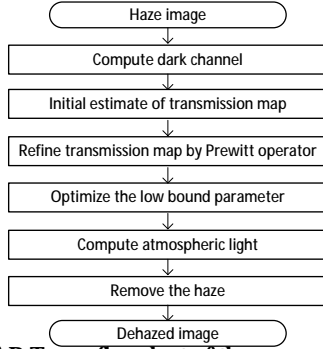 Haze image
Compute dark channel
Initial estimate of transmission map
Refine transmission map by Prewitt operator
Optimize the low bound parameter
Compute atmospheric light
Remove the haze
Dehazed image